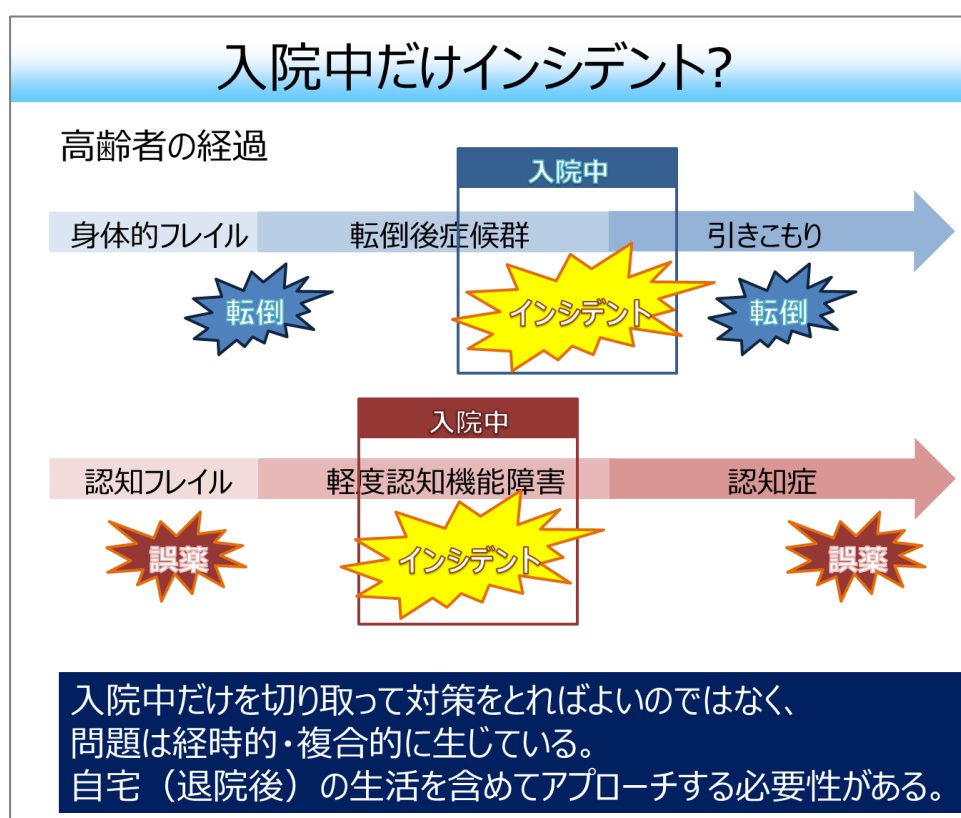 入院中だけインシデント?
高齢者の経過
入院中
身体的フレイル 転倒後症候群 引きこもり
転倒 インシデント 転倒
入院中
認知フレイル 軽度認知機能障害 認知症
誤薬 インシデント 誤薬
入院中だけを切り取って対策をとればよいのではなく、
問題は経時的・複合的に生じている。
自宅（退院後）の生活を含めてアプローチする必要性がある。